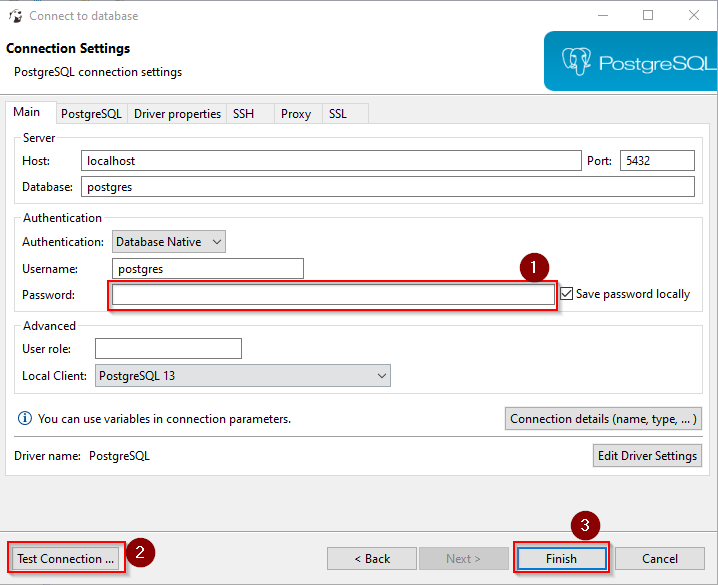 Connect to database
Connection Settings
PostgreSQL connection settings
PostgreSQL
Main PostgreSQL Driver properties SSH Proxy SSL
Server
Host: localhost Port: 5432
Database: postgres
Authentication
Authentication: Database Native
Username: postgres
1
Password: Save password locally
Advanced
User role:
Local Client: PostgreSQL 13
You can use variables in connection parameters. Connection details (name, type, ... )
Driver name: PostgreSQL Edit Driver Settings
3
Test Connection ... 2 < Back Next > Finish Cancel